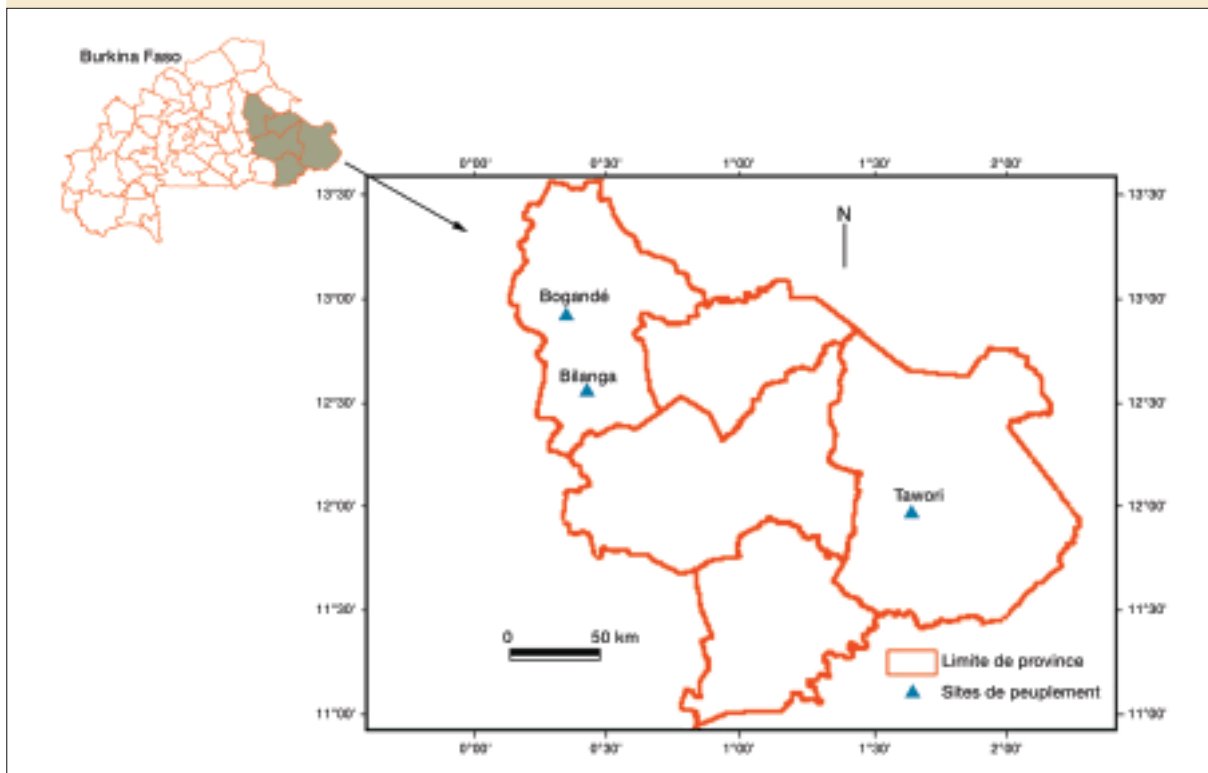 Burkina Faso
0°00' 0°30' 1°00' 1°30' 2°00'
13°30' 13°30'
N
13°00' Bogandé 13°00'
Bilanga
12°30' 12°30'
Tawori
12°00' 12°00'
11°30' 11°30'
0 50 km
Limite de province
Sites de peuplement
11°00' 11°00'
0°00' 0°30' 1°00' 1°30' 2°00'